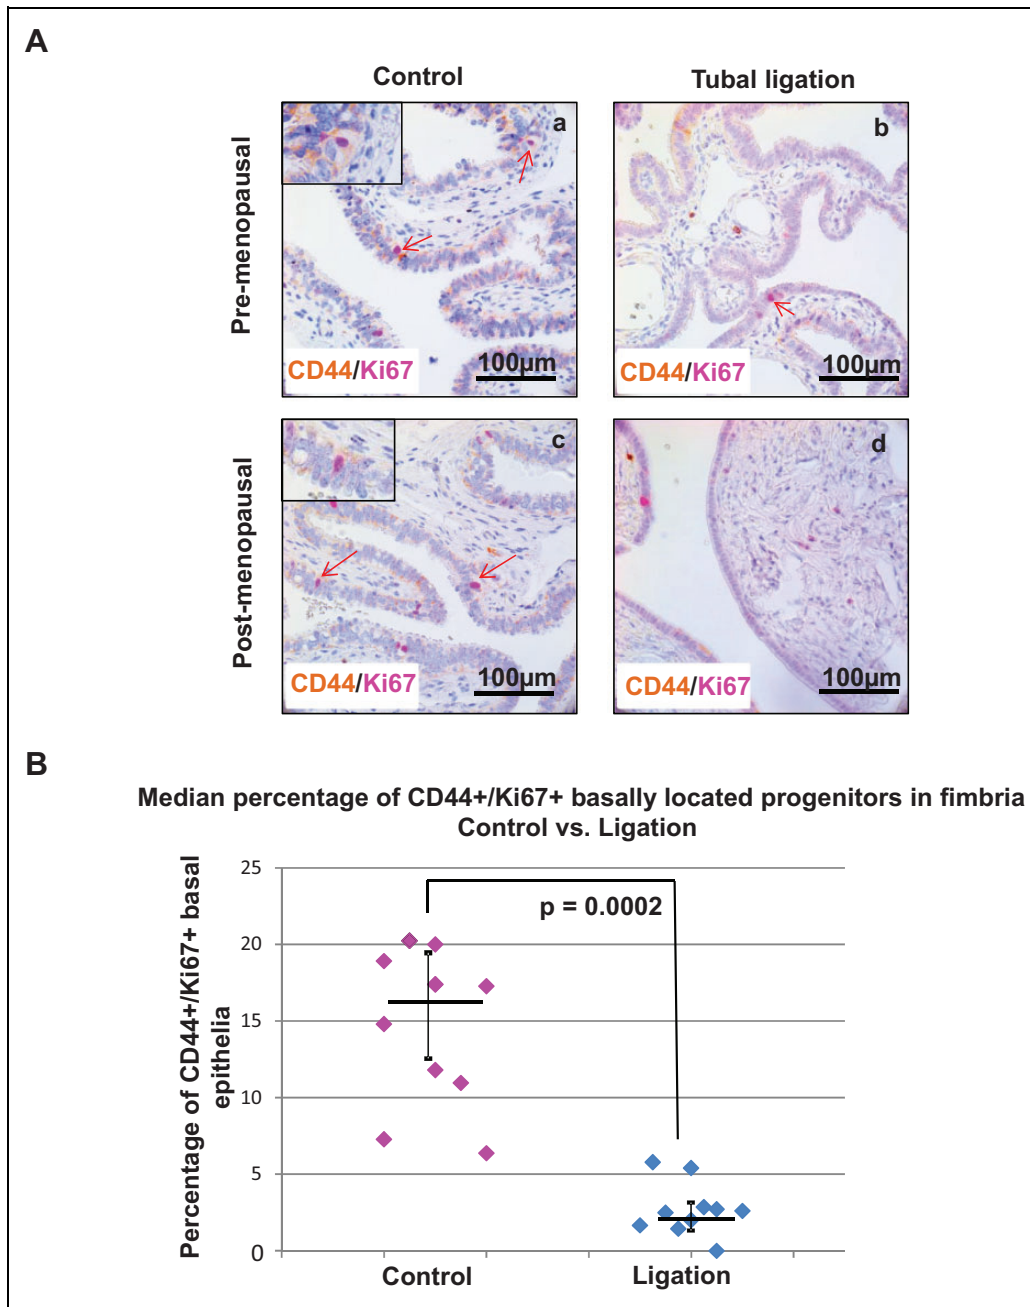 A
Control
Tubal ligation
Pre-menopausal
a
CD44/Ki67
100µm
b
CD44/Ki67
100µm
Post-menopausal
c
CD44/Ki67
100µm
d
CD44/Ki67
100µm
B
Median percentage of CD44+/Ki67+ basally located progenitors in fimbria
Control vs. Ligation
Percentage of CD44+/Ki67+ basal
epithelia
25
20
15
10
5
0
p = 0.0002
Control
Ligation